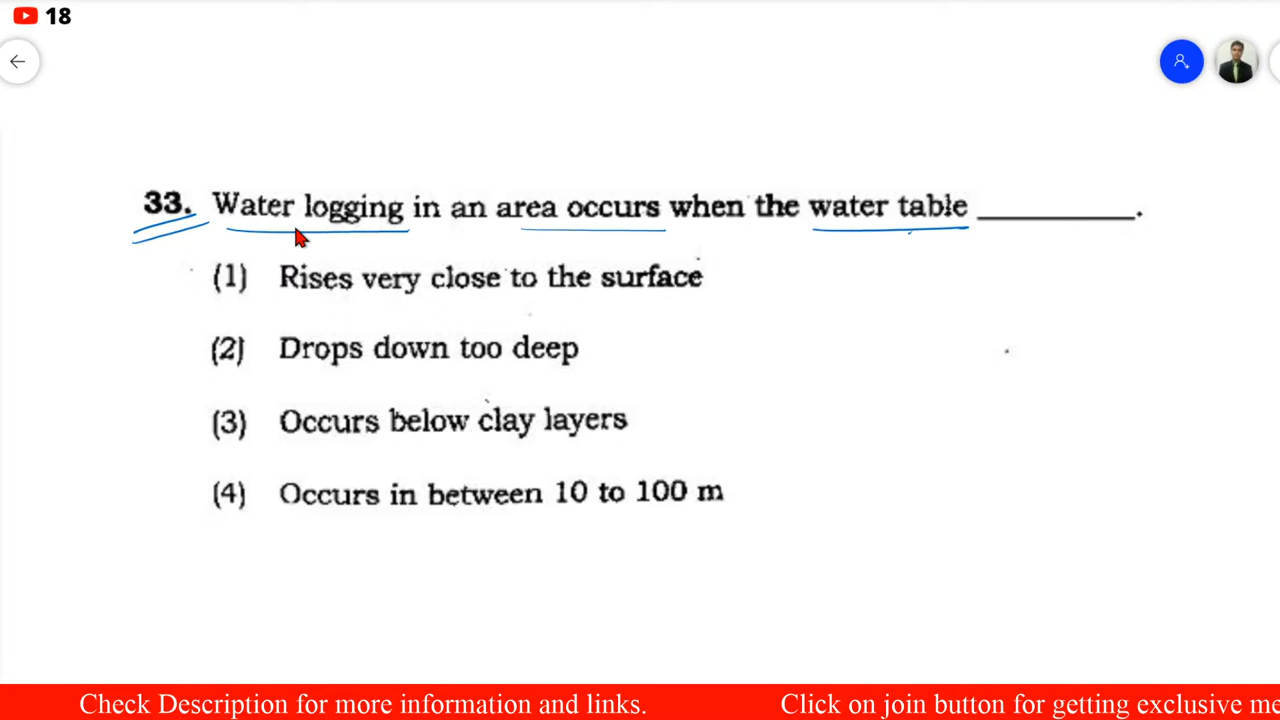 18
33. Water logging in an area occurs when the water table __________.
(1) Rises very close to the surface
(2) Drops down too deep
(3) Occurs below clay layers
(4) Occurs in between 10 to 100 m
Check Description for more information and links. Click on join button for getting exclusive me